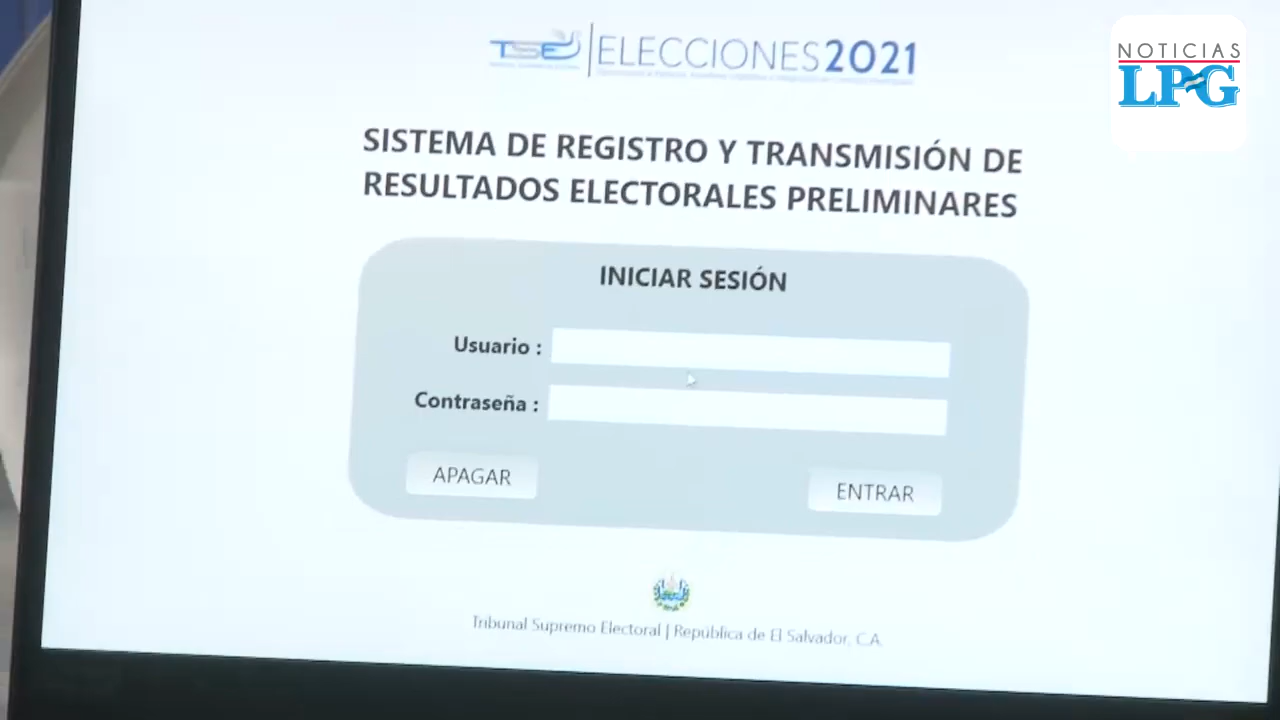 TSE ELECCIONES2021
NOTICIAS
LPG
SISTEMA DE REGISTRO Y TRANSMISIÓN DE
RESULTADOS ELECTORALES PRELIMINARES
INICIAR SESIÓN
Usuario :
Contraseña :
APAGAR
ENTRAR
Tribunal Supremo Electoral | República de El Salvador, C.A.